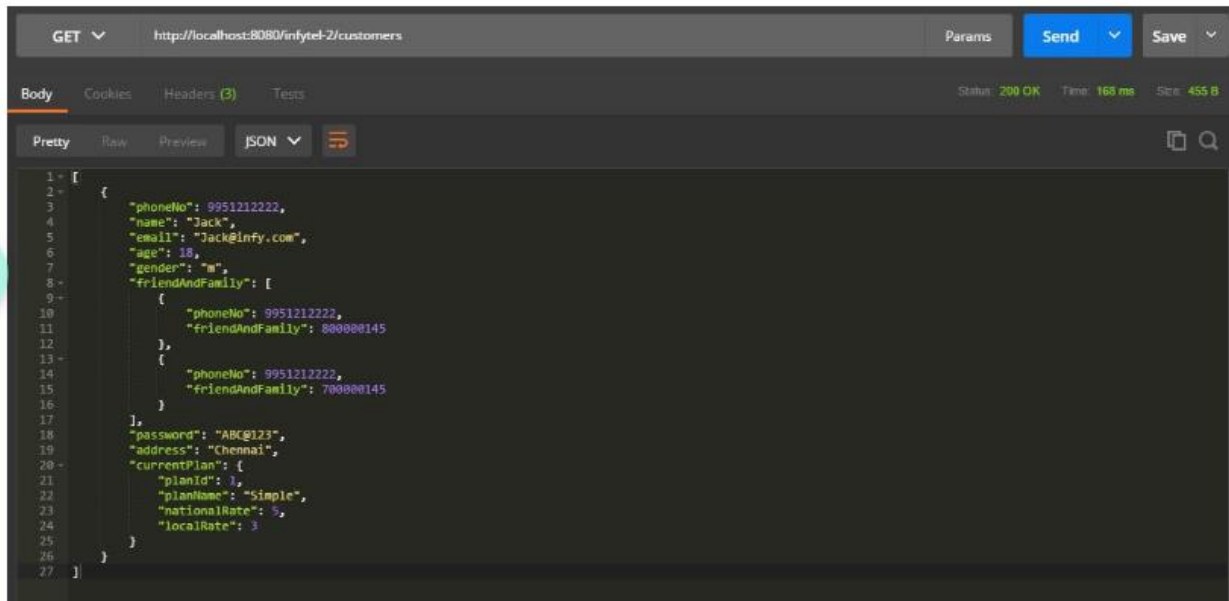 GET http://localhost:8080/infytel-2/customers Params Send Save
Body Cookies Headers (3) Tests Status: 200 OK Time: 168 ms Size: 455 B
Pretty Raw Preview JSON
1 [
2 {
3 "phoneNo": 9951212222,
4 "name": "Jack",
5 "email": "Jack@infy.com",
6 "age": 18,
7 "gender": "m",
8 "friendAndFamily": [
9 {
10 "phoneNo": 9951212222,
11 "friendAndFamily": 800000145
12 },
13 {
14 "phoneNo": 9951212222,
15 "friendAndFamily": 700000145
16 }
17 ],
18 "password": "ABC@123",
19 "address": "Chennai",
20 "currentPlan": {
21 "planId": 1,
22 "planName": "Simple",
23 "nationalRate": 5,
24 "localRate": 3
25 }
26 }
27 ]